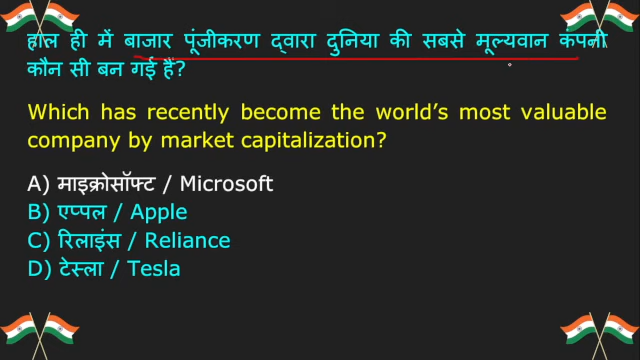 हाल ही में बाजार पूंजीकरण द्वारा दुनिया की सबसे मूल्यवान कंपनी
कौन सी बन गई हैं?
Which has recently become the world's most valuable
company by market capitalization?
A) माइक्रोसॉफ्ट / Microsoft
B) एप्पल / Apple
C) रिलाइंस / Reliance
D) टेस्ला / Tesla